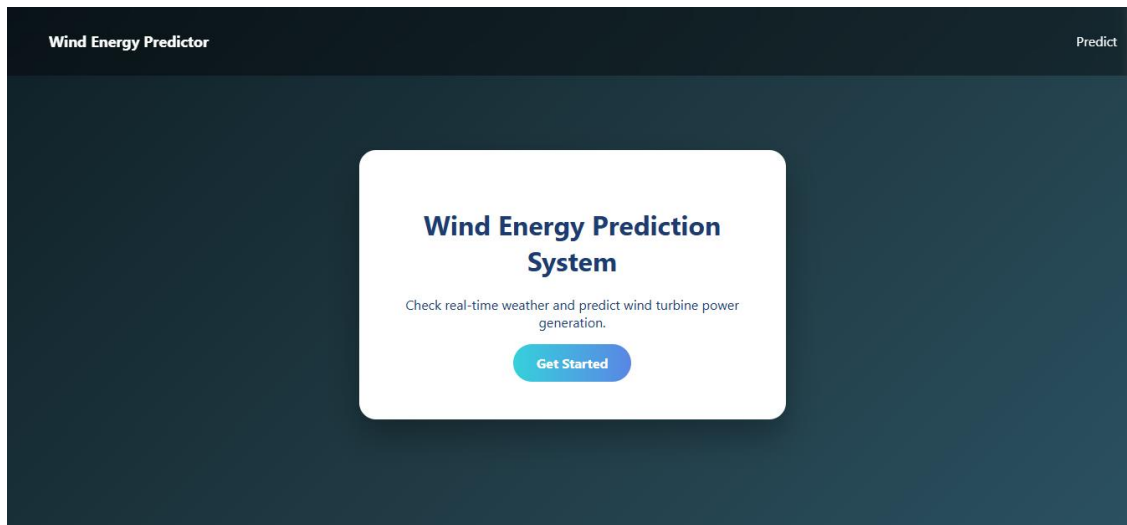 Wind Energy Predictor
Predict
Wind Energy Prediction
System
Check real-time weather and predict wind turbine power
generation.
Get Started